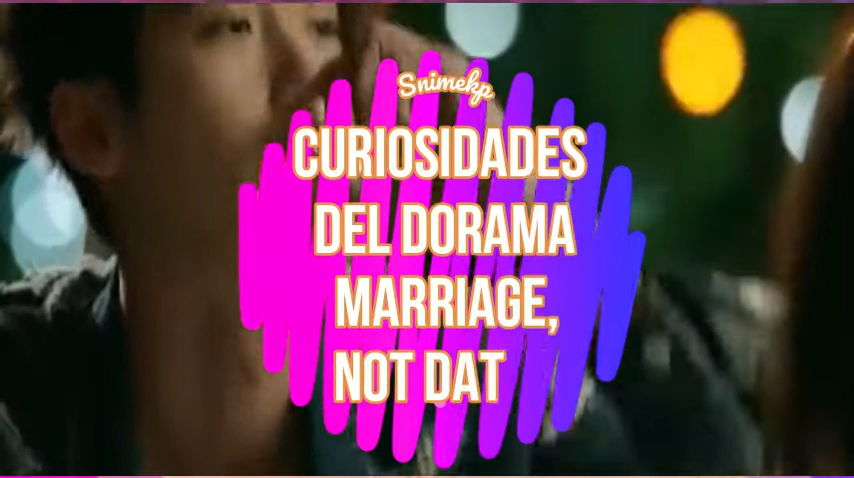 Snimekp
CURIOSIDADES
DEL DORAMA
MARRIAGE,
NOT DAT